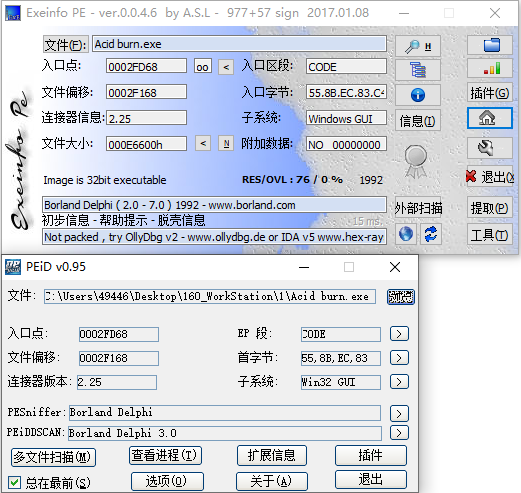 Exeinfo PE - ver.0.0.4.6 by A.S.L - 977+57 sign 2017.01.08
Exeinfo Pe
文件(F): Acid burn.exe H
入口点: 0002FD68 oo < 入口区段: CODE
文件偏移: 0002F168 入口字节: 55.8B.EC.83.C4 插件(G)
连接器信息: 2.25 子系统: Windows GUI 信息(I)
文件大小: 000E6600h < N 附加数据: NO 00000000
Image is 32bit executable RES/OVL : 76 / 0 % 1992 退出(X)
Borland Delphi ( 2.0 - 7.0 ) 1992 - www.borland.com 外部扫描 提取(P)
初步信息 - 帮助提示 - 脱壳信息 15 ms.
Not packed , try OllyDbg v2 - www.ollydbg.de or IDA v5 www.hex-ray 工具(T)
PEiD v0.95
文件: C:\Users\49446\Desktop\160_WorkStation\1\Acid burn.exe 浏览
入口点: 0002FD68 EP 段: CODE >
文件偏移: 0002F168 首字节: 55,8B,EC,83 >
连接器版本: 2.25 子系统: Win32 GUI >
PESniffer: Borland Delphi >
PEiDDSCAN: Borland Delphi 3.0 >
多文件扫描(M) 查看进程(T) 扩展信息 插件
总在最前(S) 选项(O) 关于(A) 退出